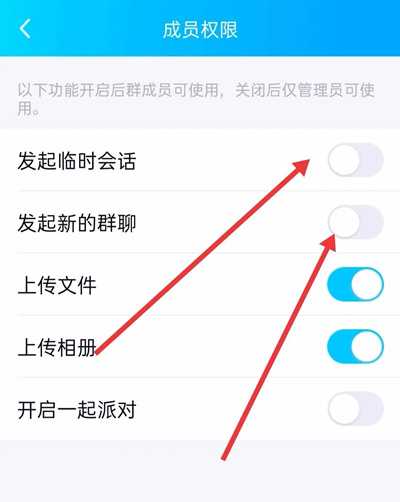 成员权限
以下功能开启后群成员可使用，关闭后仅管理员可使
用。
发起临时会话
发起新的群聊
上传文件
上传相册
开启一起派对